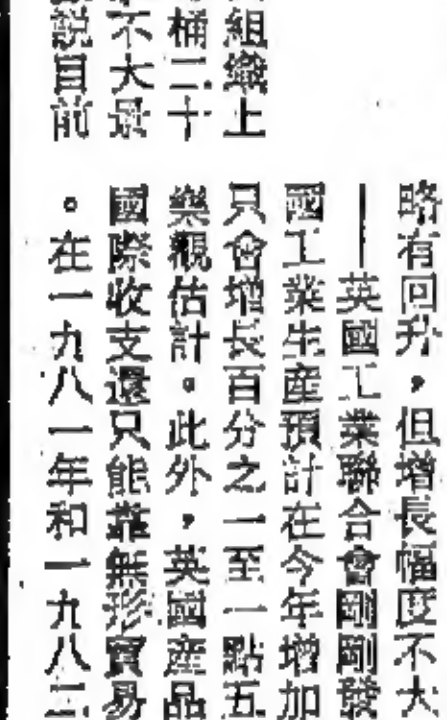 組織上
桶二十
不大景
説目前
略有回升，但增長幅度不大
——英國工業聯合會剛剛發
國工業生産預計在今年增加
只會增長百分之一至一點五
樂觀估計。此外，英國産品
國際收支還只能靠無形貿易
。在一九八一年和一九八二